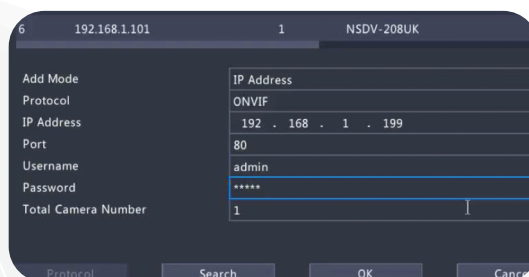 6 192.168.1.101 1 NSDV-208UK
Add Mode IP Address
Protocol ONVIF
IP Address 192 . 168 . 1 . 199
Port 80
Username admin
Password *****
Total Camera Number 1
Protocol Search OK Cance